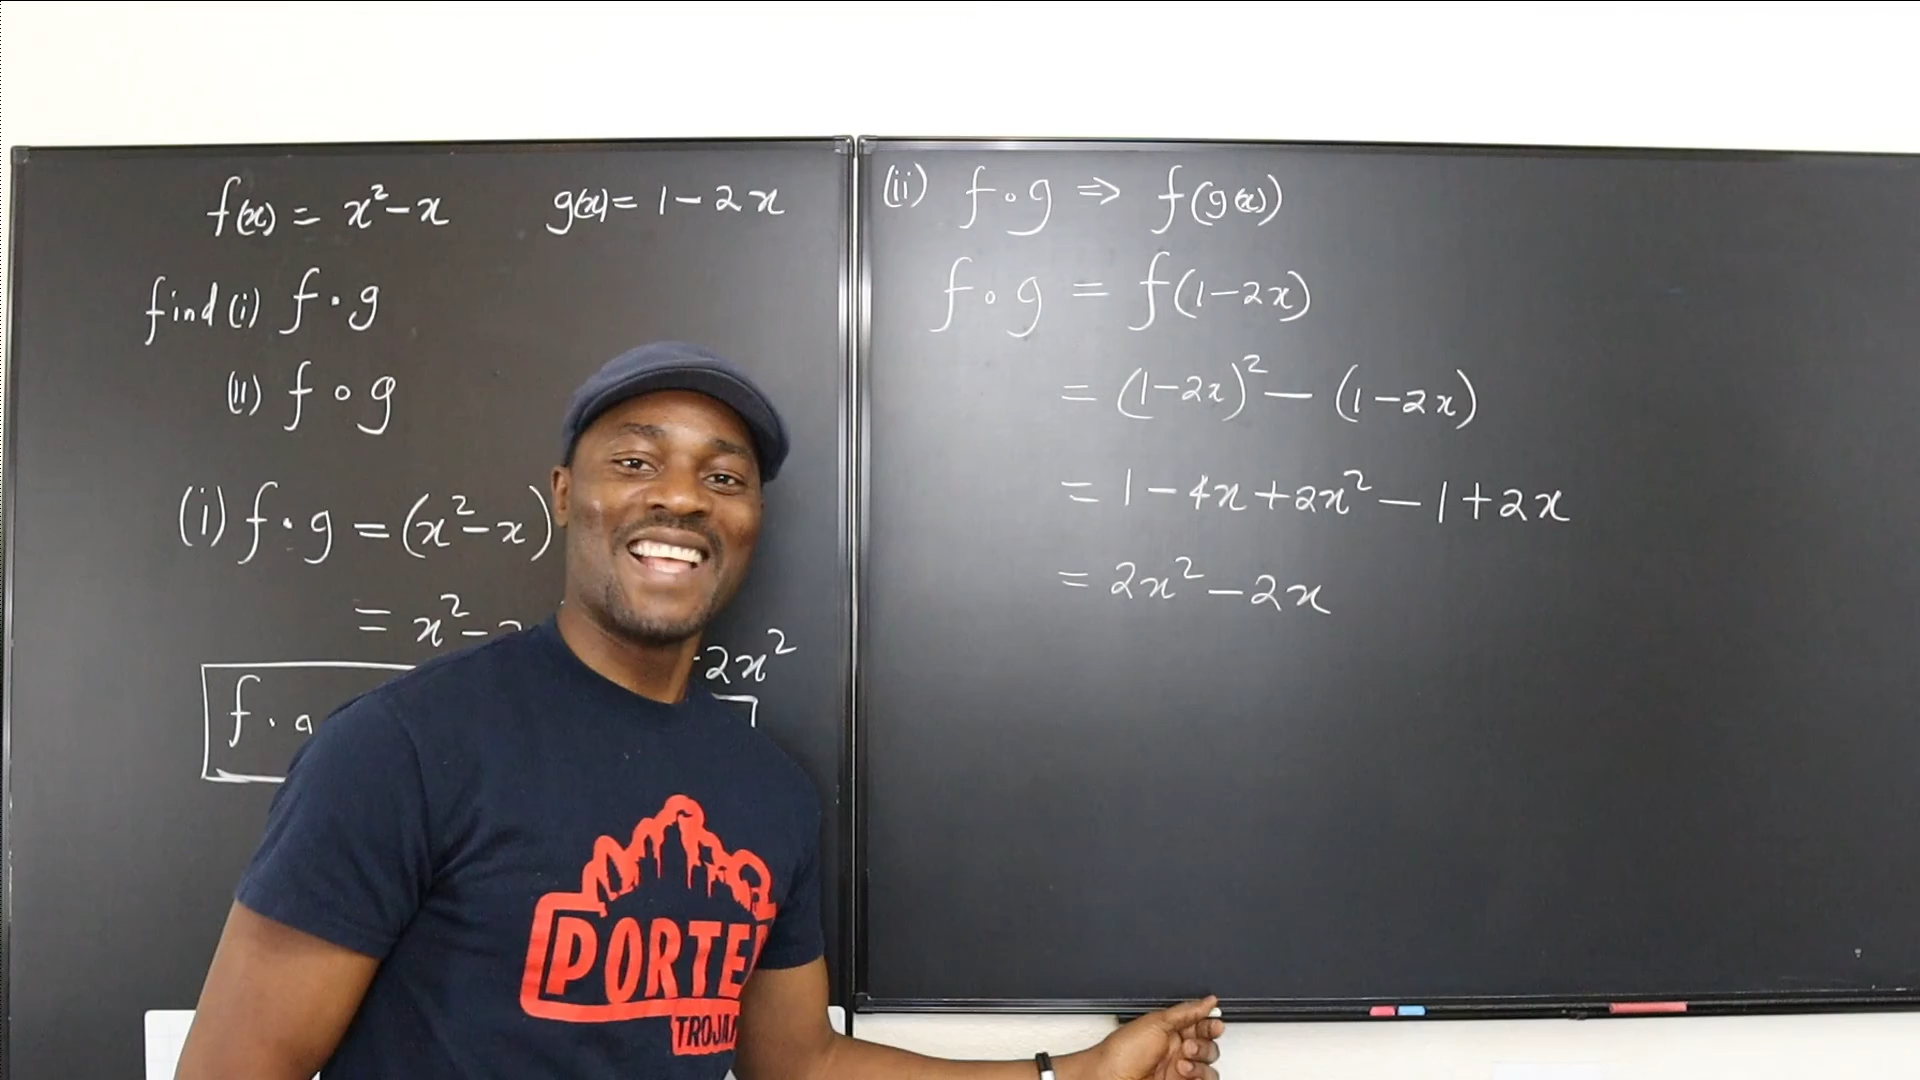 f(x) = x² - x g(x) = 1 - 2x
find (i) f · g
(ii) f ∘ g
(i) f · g = (x² - x)
= x² -
2x²
f ·
(ii) f ∘ g ⇒ f(g(x))
f ∘ g = f(1 - 2x)
= (1 - 2x)² - (1 - 2x)
= 1 - 4x + 2x² - 1 + 2x
= 2x² - 2x
PORTE
TROJA